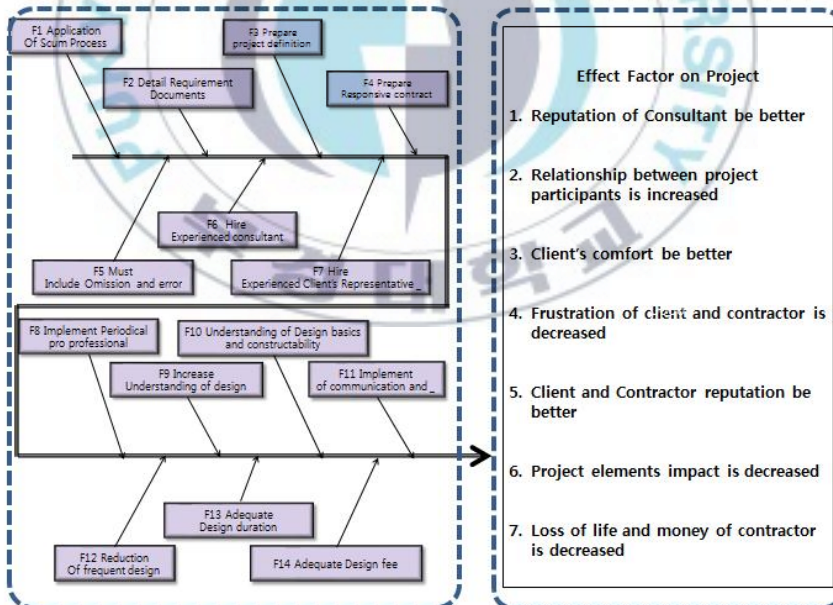 F1 Application
Of Scum Process
F3 Prepare
project definition
F2 Detail Requirement
Documents
F4 Prepare
Responsive contract
F6 Hire
Experienced consultant
F5 Must
Include Omission and error
F7 Hire
Experienced Client's Representative_
F8 Implement Periodical
pro professional
F10 Understanding of Design basics
and constructability
F9 Increase
Understanding of design
F11 Implement
of communication and _
F13 Adequate
Design duration
F12 Reduction
Of frequent design
F14 Adequate Design fee
Effect Factor on Project
1. Reputation of Consultant be better
2. Relationship between project
participants is increased
3. Client's comfort be better
4. Frustration of client and contractor is
decreased
5. Client and Contractor reputation be
better
6. Project elements impact is decreased
7. Loss of life and money of contractor
is decreased
RSITY
대학교